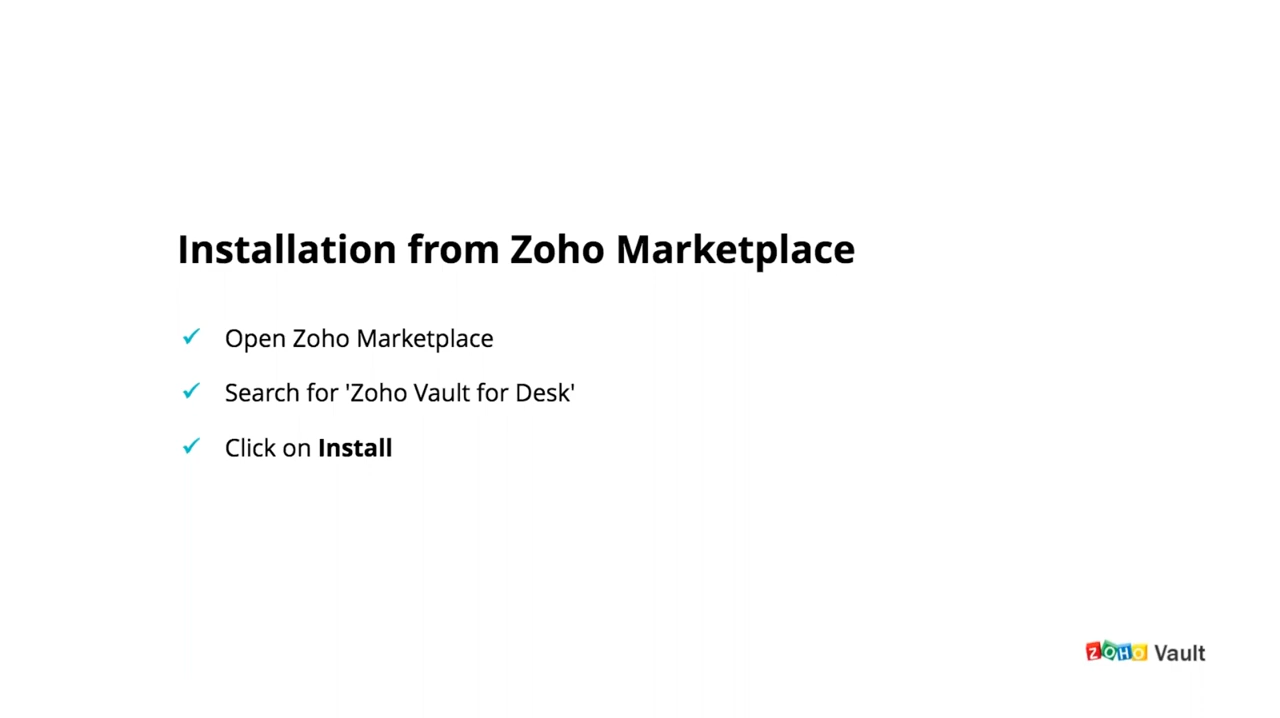 Installation from Zoho Marketplace
Open Zoho Marketplace
Search for 'Zoho Vault for Desk'
Click on Install
ZOHO Vault